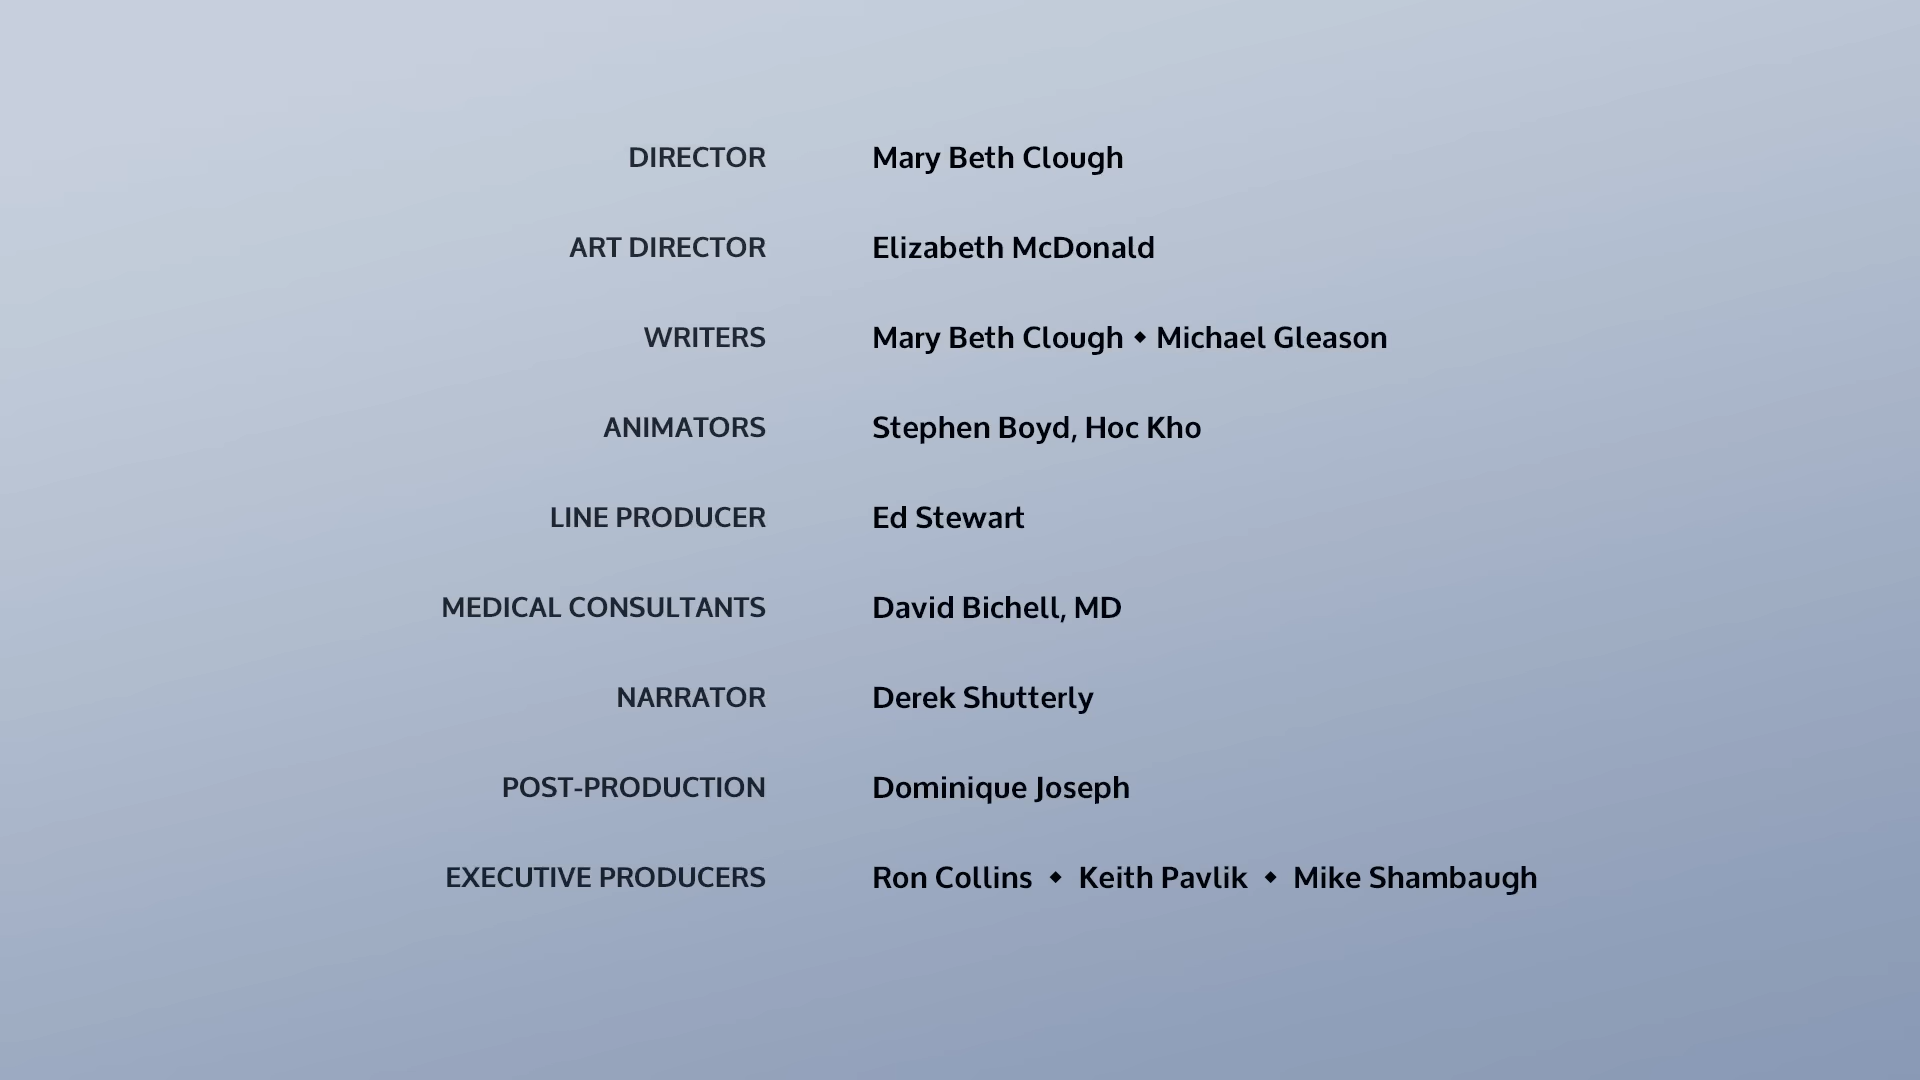 DIRECTOR Mary Beth Clough
ART DIRECTOR Elizabeth McDonald
WRITERS Mary Beth Clough ◆ Michael Gleason
ANIMATORS Stephen Boyd, Hoc Kho
LINE PRODUCER Ed Stewart
MEDICAL CONSULTANTS David Bichell, MD
NARRATOR Derek Shutterly
POST-PRODUCTION Dominique Joseph
EXECUTIVE PRODUCERS Ron Collins ◆ Keith Pavlik ◆ Mike Shambaugh